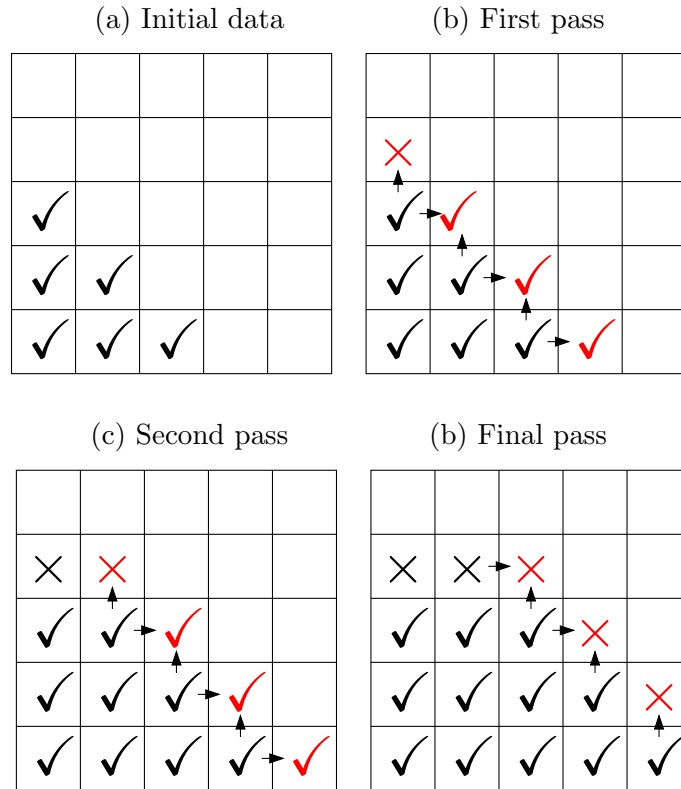 (a) Initial data
(b) First pass
(c) Second pass
(b) Final pass